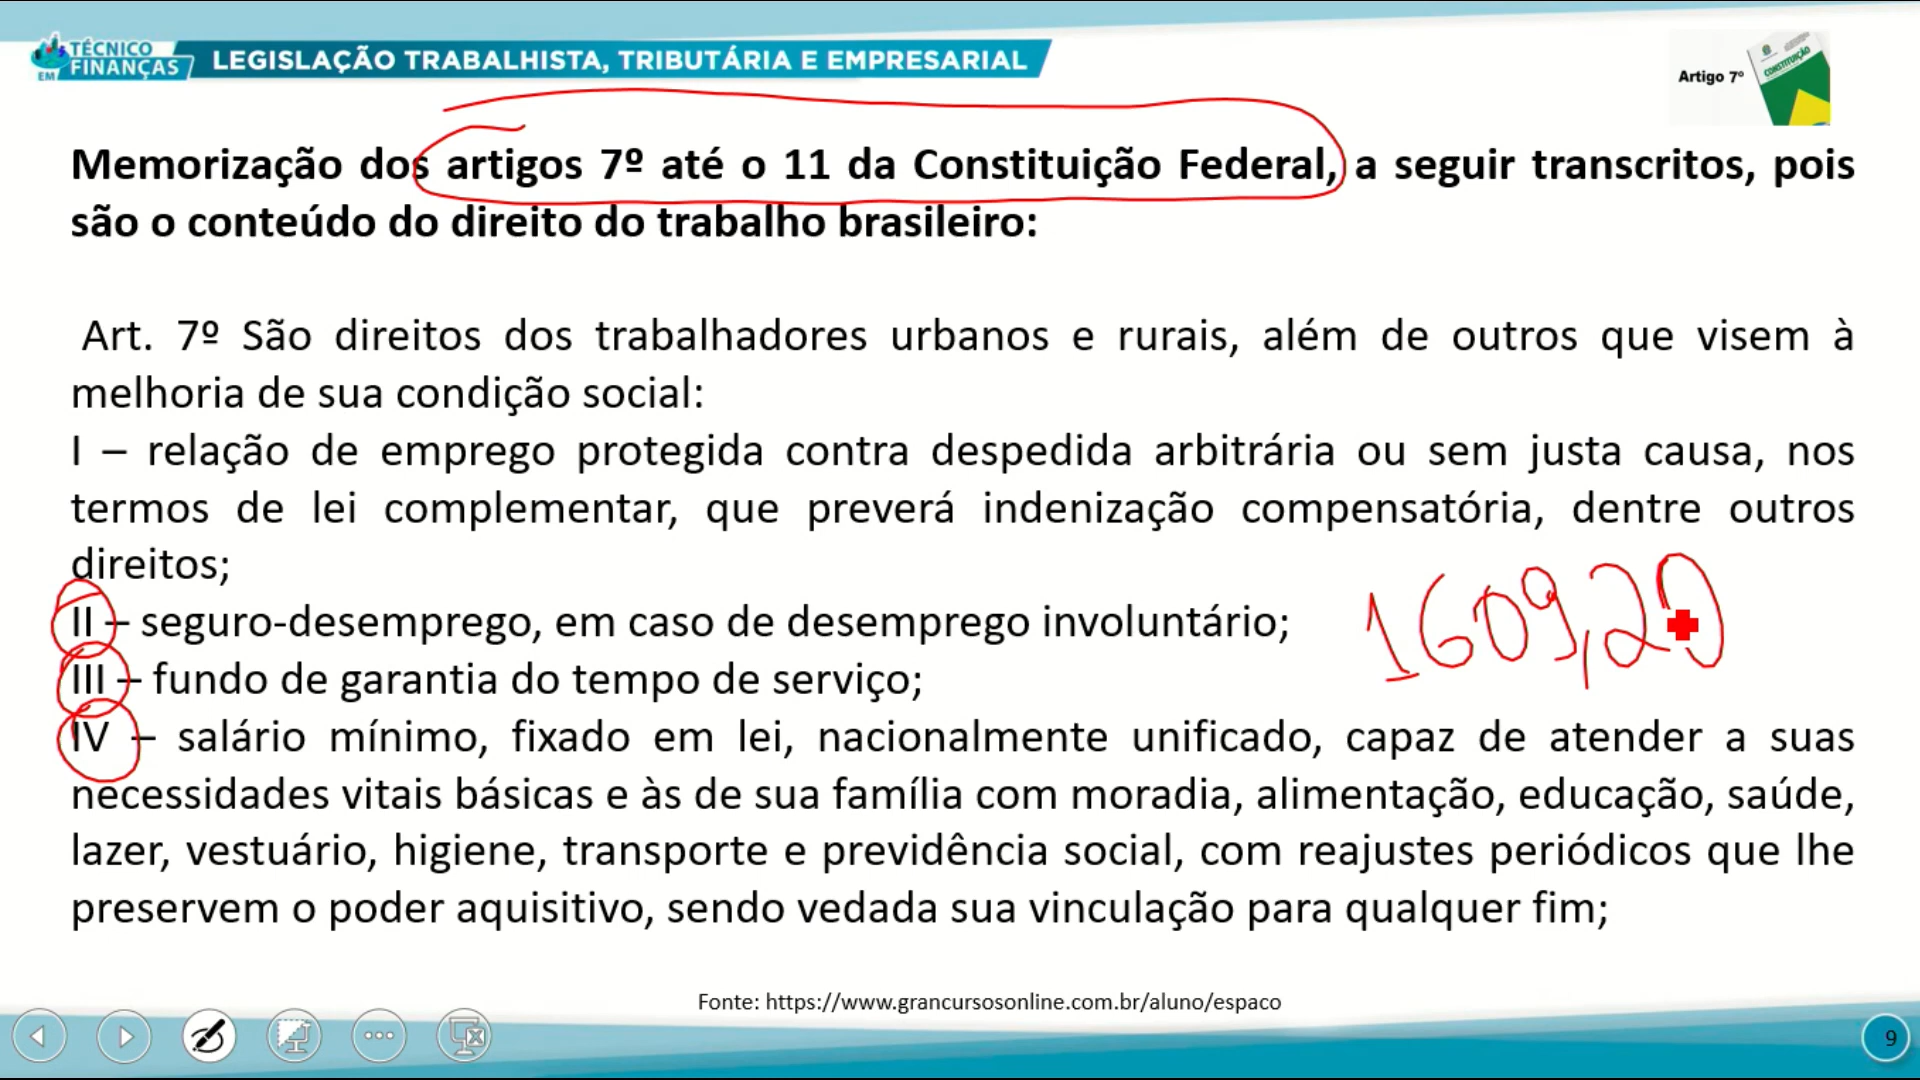 TÉCNICO
EM FINANÇAS
LEGISLAÇÃO TRABALHISTA, TRIBUTÁRIA E EMPRESARIAL
Artigo 7º
CONSTITUIÇÃO
Memorização dos artigos 7º até o 11 da Constituição Federal, a seguir transcritos, pois
são o conteúdo do direito do trabalho brasileiro:
Art. 7º São direitos dos trabalhadores urbanos e rurais, além de outros que visem à
melhoria de sua condição social:
I – relação de emprego protegida contra despedida arbitrária ou sem justa causa, nos
termos de lei complementar, que preverá indenização compensatória, dentre outros
direitos;
II – seguro-desemprego, em caso de desemprego involuntário;
1609,20
III – fundo de garantia do tempo de serviço;
IV – salário mínimo, fixado em lei, nacionalmente unificado, capaz de atender a suas
necessidades vitais básicas e às de sua família com moradia, alimentação, educação, saúde,
lazer, vestuário, higiene, transporte e previdência social, com reajustes periódicos que lhe
preservem o poder aquisitivo, sendo vedada sua vinculação para qualquer fim;
Fonte: https://www.grancursosonline.com.br/aluno/espaco
9